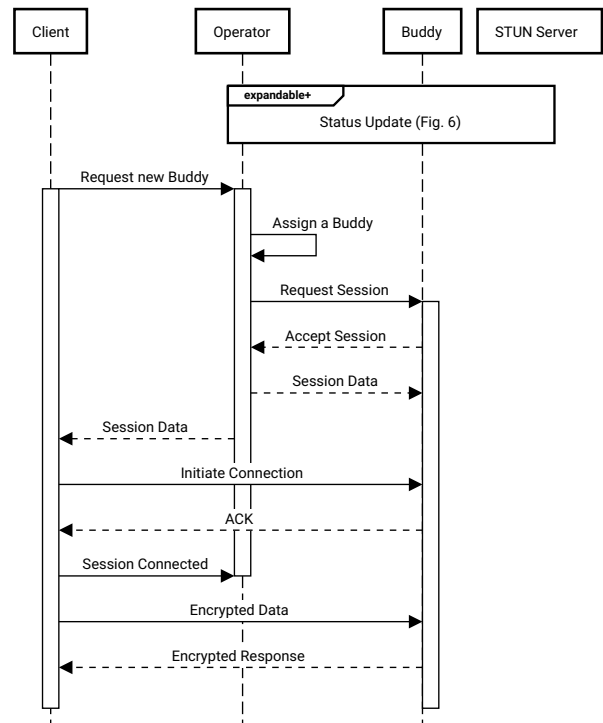 Client
Operator
Buddy
STUN Server
expandable+
Status Update (Fig. 6)
Request new Buddy
Assign a Buddy
Request Session
Accept Session
Session Data
Session Data
Initiate Connection
ACK
Session Connected
Encrypted Data
Encrypted Response